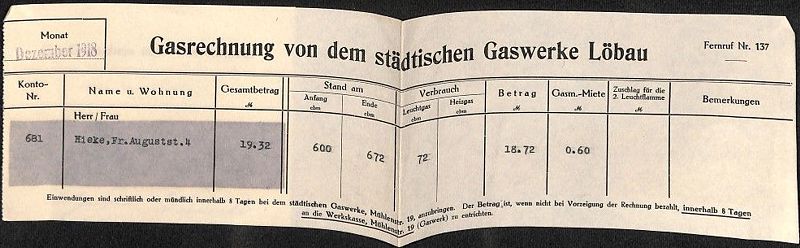 Monat
Dezember 1918
Gasrechnung von dem städtischen Gaswerke Löbau
Fernruf Nr. 137
Konto-Nr.
Name u. Wohnung
Gesamtbetrag
ℳ
Stand am
Anfang
cbm
Ende
cbm
Verbrauch
Leuchtgas
cbm
Heizgas
cbm
Betrag
ℳ
Gasm.-Miete
ℳ
Zuschlag für die
2. Leuchtflamme
ℳ
Bemerkungen
Herr / Frau
681 Hieke,Fr.Auguststr.4 19.32 600 672 72 18.72 0.60
Einwendungen sind schriftlich oder mündlich innerhalb 8 Tagen bei dem städtischen Gaswerke, Mühlenstr. 19, anzubringen. Der Betrag ist, wenn nicht bei Vorzeigung der Rechnung bezahlt, innerhalb 8 Tagen
an die Werkskasse, Mühlenstr. 19 (Gaswerk) zu entrichten.